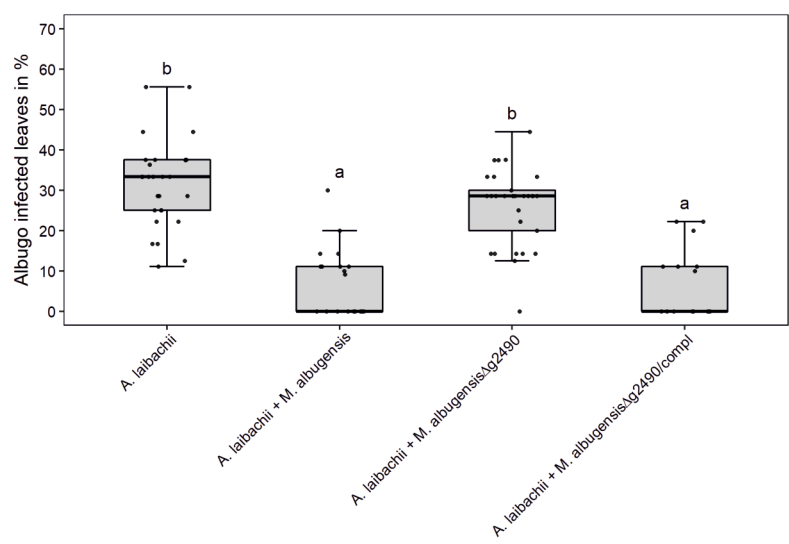 Albugo infected leaves in %
70
60
50
40
30
20
10
0
b
a
b
a
A. laibachii
A. laibachii + M. albugensis
A. laibachii + M. albugensisΔg2490
A. laibachii + M. albugensisΔg2490/compl